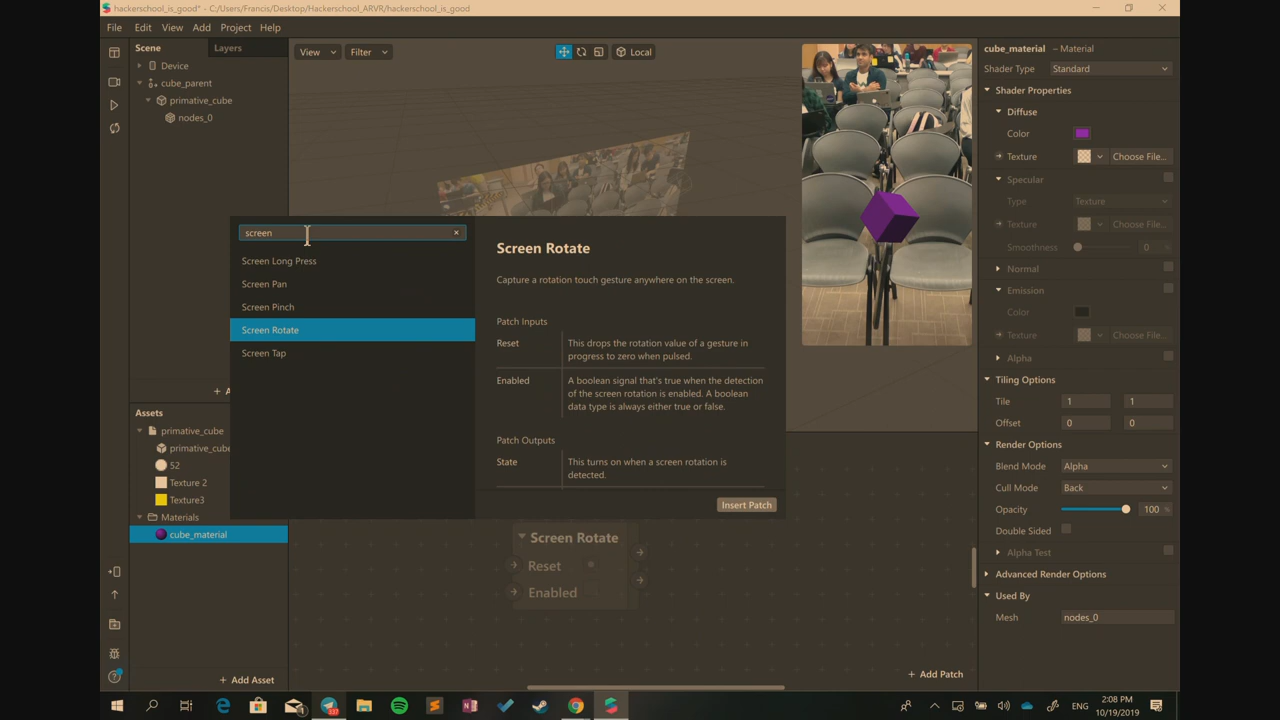 hackerschool_is_good* - C:/Users/Francis/Desktop/Hackerschool_ARVR/hackerschool_is_good
File Edit View Add Project Help
Scene Layers
Device
cube_parent
primative_cube
nodes_0
+ A
View Filter Local
screen
Screen Long Press
Screen Pan
Screen Pinch
Screen Rotate
Screen Tap
Screen Rotate
Capture a rotation touch gesture anywhere on the screen.
Patch Inputs
Reset This drops the rotation value of a gesture in
progress to zero when pulsed.
Enabled A boolean signal that's true when the detection
of the screen rotation is enabled. A boolean
data type is always either true or false.
Patch Outputs
State This turns on when a screen rotation is
detected.
Insert Patch
Assets
primative_cube
primative_cube
52
Texture 2
Texture3
Materials
cube_material
+ Add Asset
Screen Rotate
Reset
Enabled
+ Add Patch
cube_material – Material
Shader Type Standard
Shader Properties
Diffuse
Color
Texture Choose File...
Specular
Type Texture
Texture Choose File...
Smoothness 0
Normal
Emission
Color
Texture Choose File...
Alpha
Tiling Options
Tile 1 1
Offset 0 0
Render Options
Blend Mode Alpha
Cull Mode Back
Opacity 100 %
Double Sided
Alpha Test
Advanced Render Options
Used By
Mesh nodes_0
ENG
2:08 PM
10/19/2019